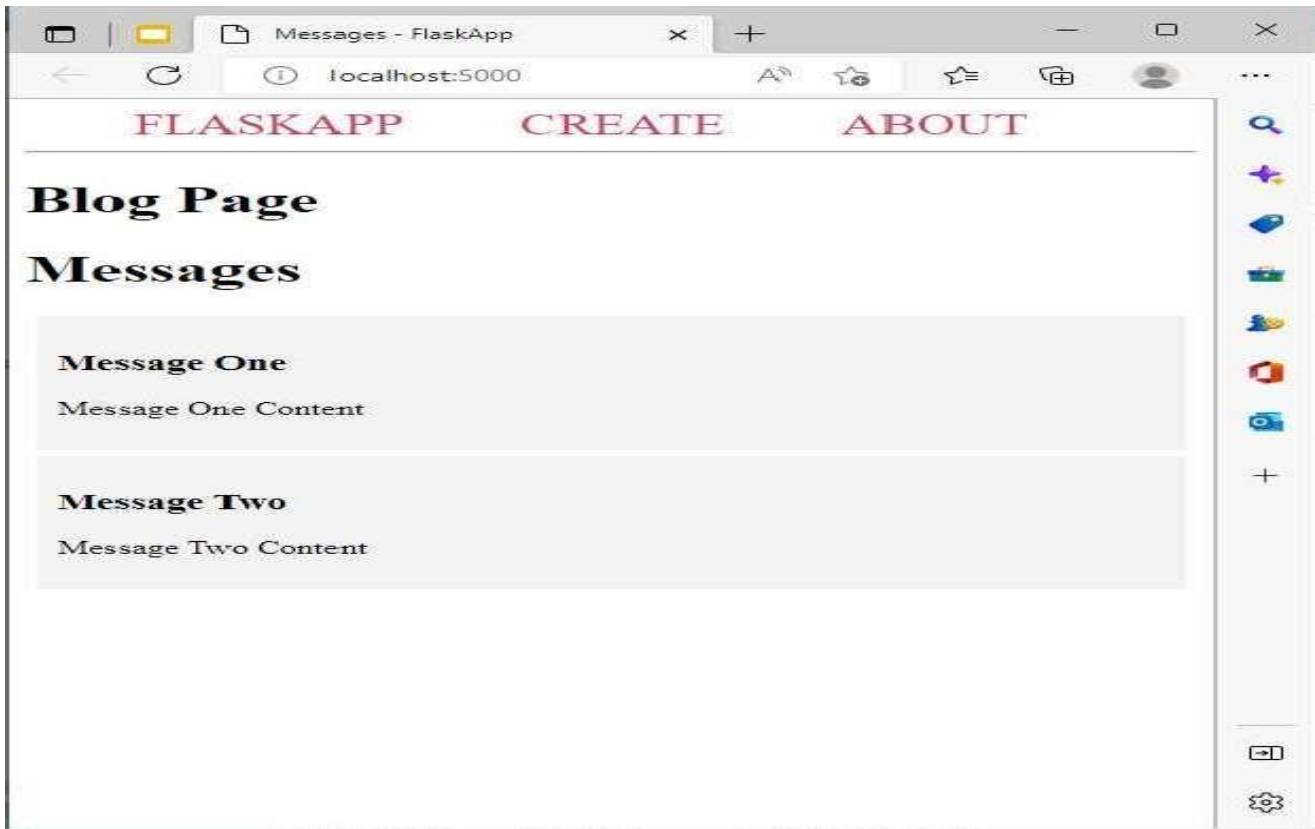 Messages - FlaskApp
localhost:5000
FLASKAPP CREATE ABOUT
Blog Page
Messages
Message One
Message One Content
Message Two
Message Two Content